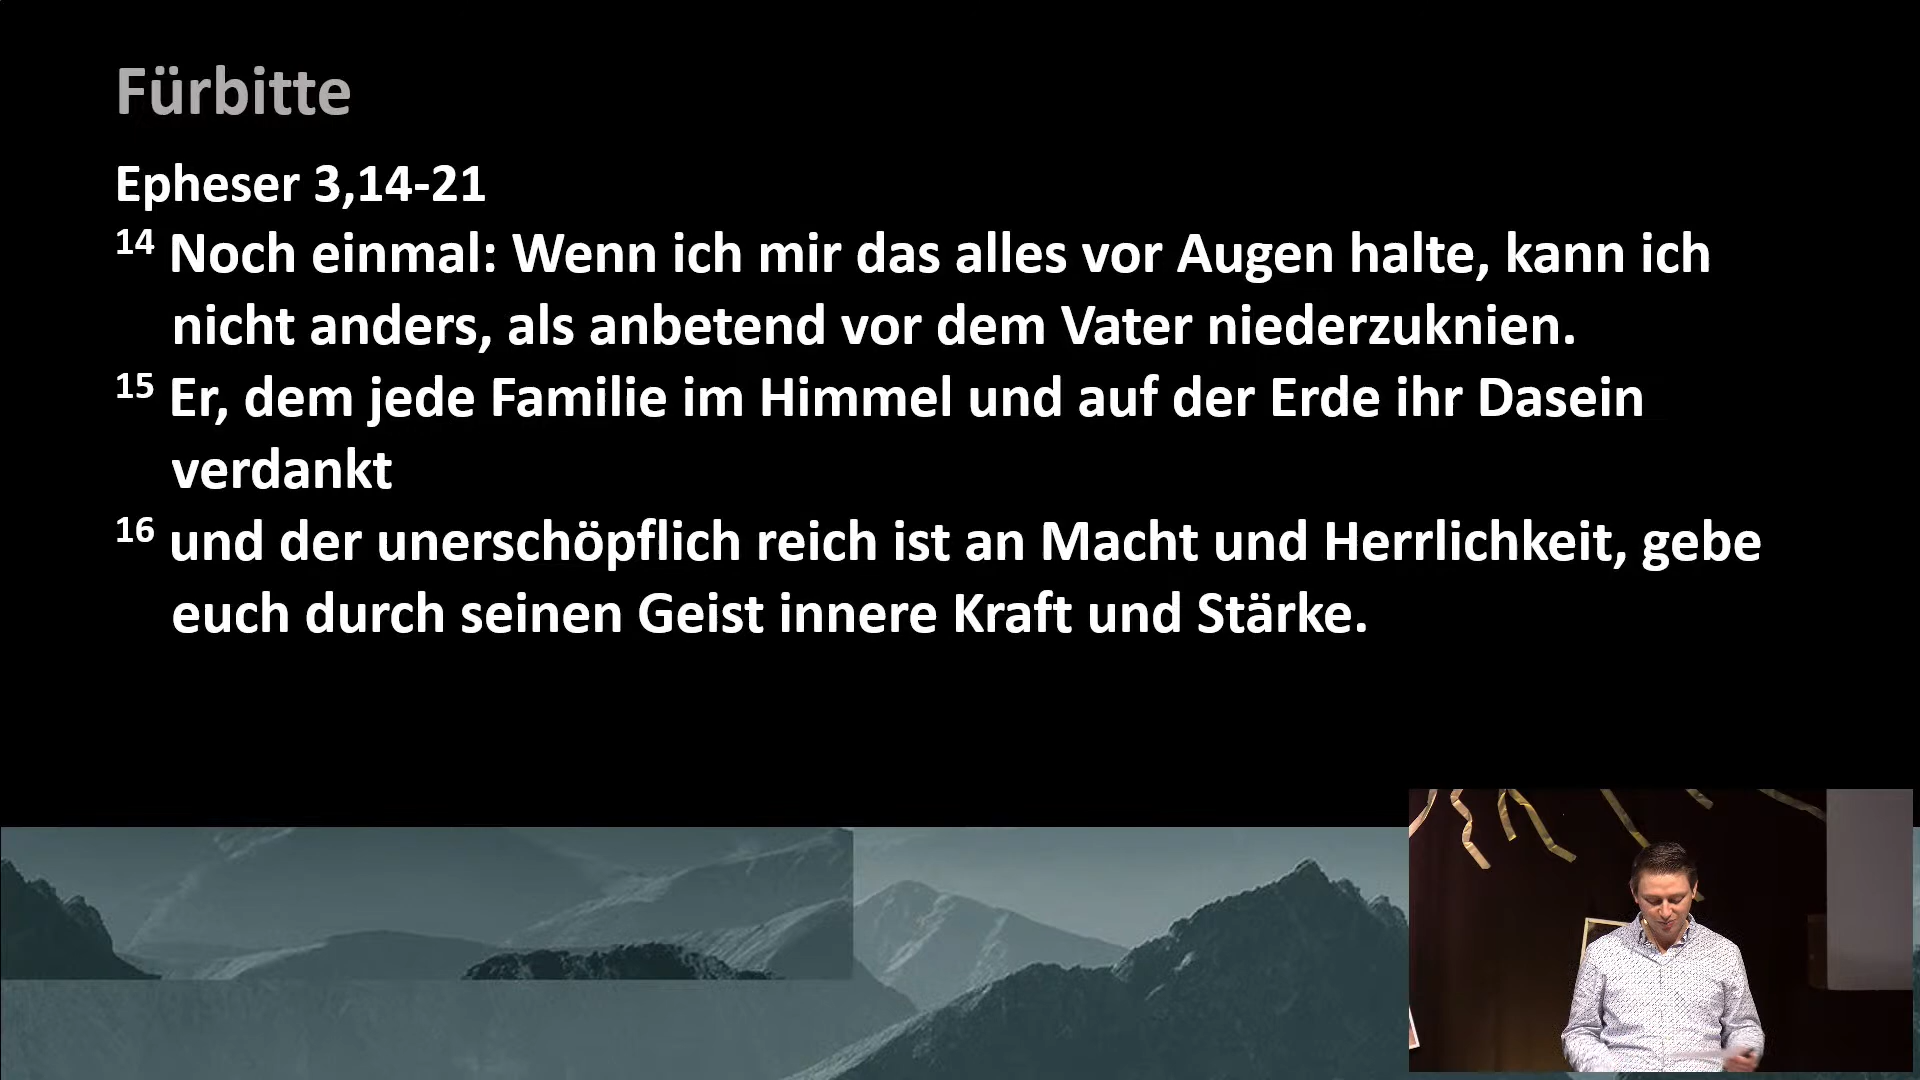 Fürbitte
Epheser 3,14-21
14 Noch einmal: Wenn ich mir das alles vor Augen halte, kann ich
nicht anders, als anbetend vor dem Vater niederzuknien.
15 Er, dem jede Familie im Himmel und auf der Erde ihr Dasein
verdankt
16 und der unerschöpflich reich ist an Macht und Herrlichkeit, gebe
euch durch seinen Geist innere Kraft und Stärke.